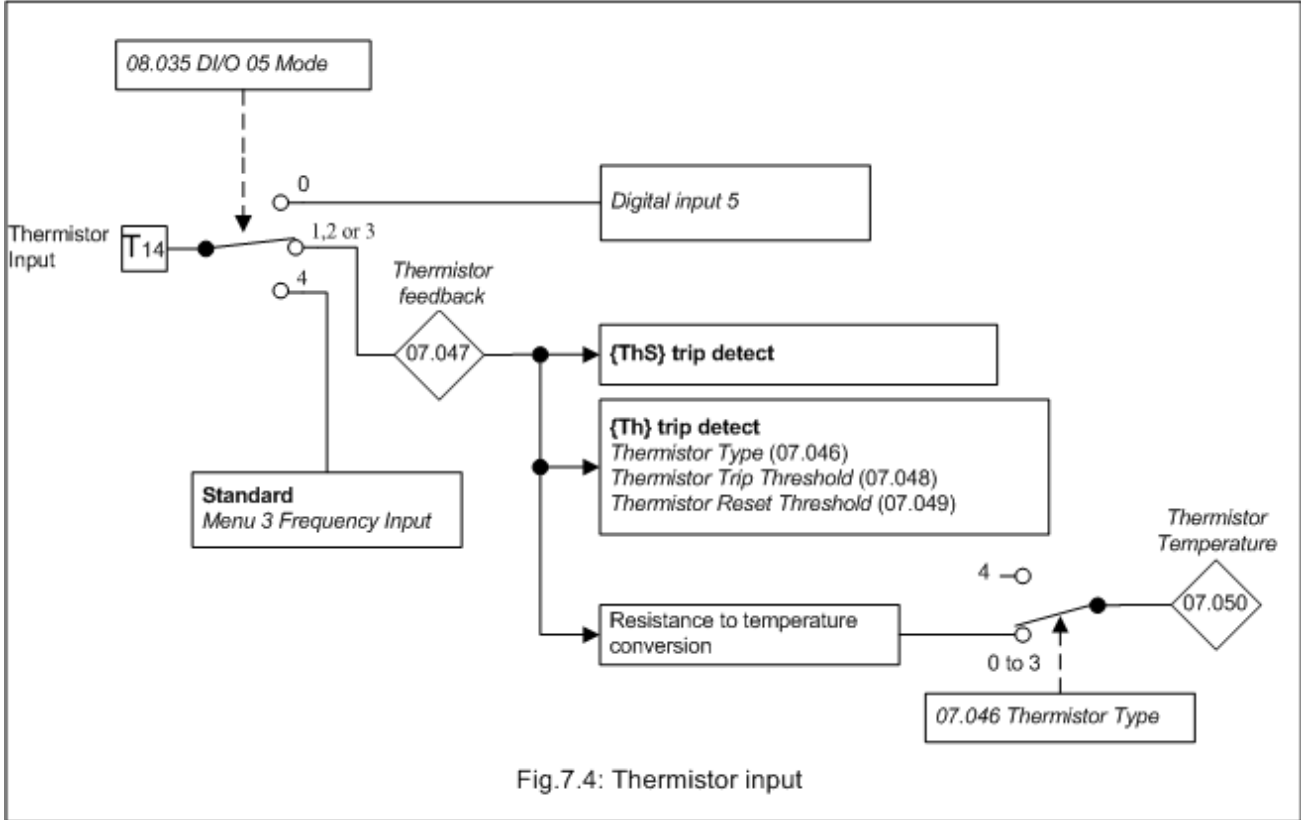 08.035 DI/O 05 Mode
0
Digital input 5
Thermistor
Input
T14
1,2 or 3
4
Thermistor
feedback
07.047
{ThS} trip detect
{Th} trip detect
Thermistor Type (07.046)
Thermistor Trip Threshold (07.048)
Thermistor Reset Threshold (07.049)
Standard
Menu 3 Frequency Input
Thermistor
Temperature
4
07.050
Resistance to temperature
conversion
0 to 3
07.046 Thermistor Type
Fig.7.4: Thermistor input